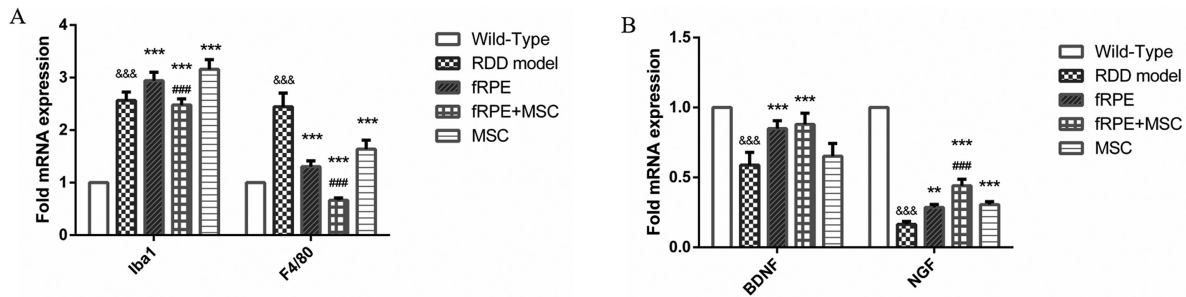 A
Fold mRNA expression
4
3
2
1
0
&&&
***
***
###
***
&&&
***
***
###
***
Iba1
F4/80
Wild-Type
RDD model
fRPE
fRPE+MSC
MSC
B
Fold mRNA expression
1.5
1.0
0.5
0.0
&&&
***
***
&&&
**
***
###
***
BDNF
NGF
Wild-Type
RDD model
fRPE
fRPE+MSC
MSC